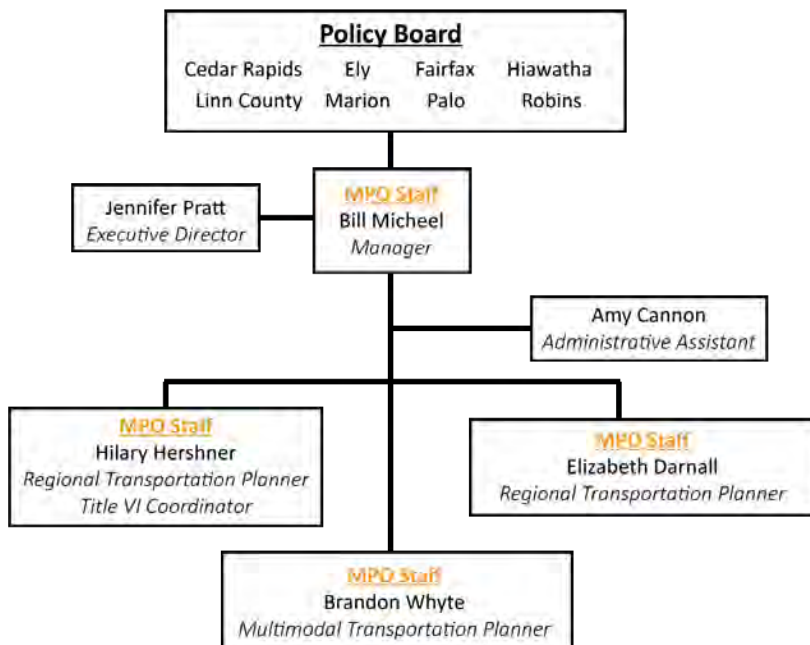 Policy Board
Cedar Rapids Ely Fairfax Hiawatha
Linn County Marion Palo Robins
MPO Staff
Bill Micheel
Manager
Jennifer Pratt
Executive Director
Amy Cannon
Administrative Assistant
MPO Staff
Hilary Hershner
Regional Transportation Planner
Title VI Coordinator
MPO Staff
Elizabeth Darnall
Regional Transportation Planner
MPO Staff
Brandon Whyte
Multimodal Transportation Planner